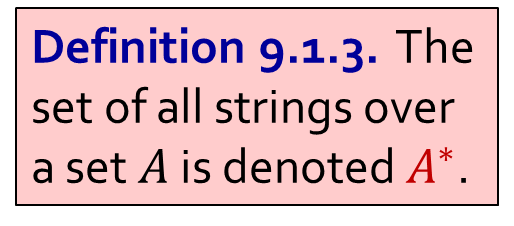 Definition 9.1.3. The
set of all strings over
a set A is denoted A*.